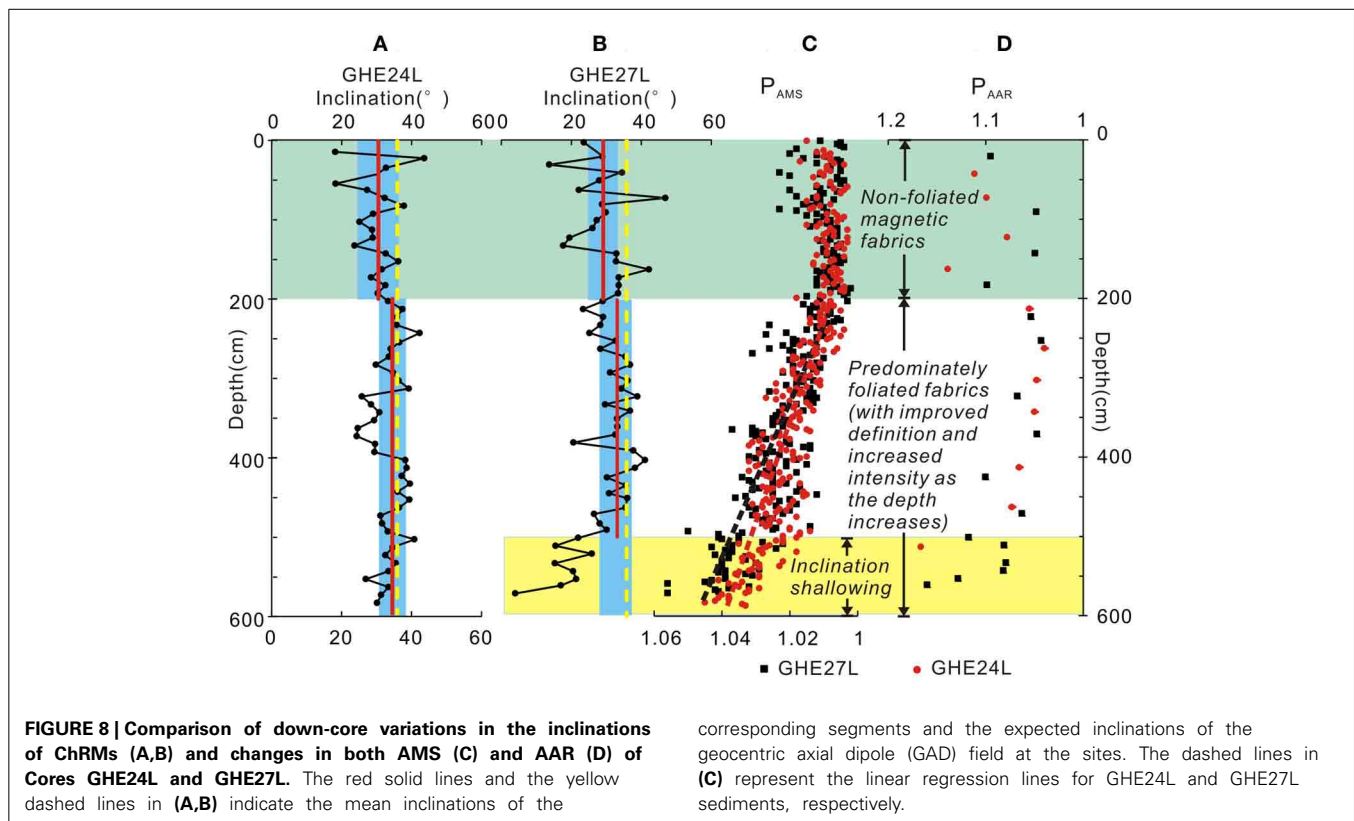 A B C D
GHE24L GHE27L P AMS P AAR
Inclination(°) Inclination(°)
0 20 40 60 0 20 40 60 1.2 1.1 1
0 0
200 200
400 400
600 600
Depth(cm)
Depth(cm)
Non-foliated
magnetic
fabrics
Predominately
foliated fabrics
(with improved
definition and
increased
intensity as
the depth
increases)
Inclination
shallowing
0 20 40 60 1.06 1.04 1.02 1
GHE27L GHE24L
FIGURE 8 | Comparison of down-core variations in the inclinations
of ChRMs (A,B) and changes in both AMS (C) and AAR (D) of
Cores GHE24L and GHE27L. The red solid lines and the yellow
dashed lines in (A,B) indicate the mean inclinations of the
corresponding segments and the expected inclinations of the
geocentric axial dipole (GAD) field at the sites. The dashed lines in
(C) represent the linear regression lines for GHE24L and GHE27L
sediments, respectively.